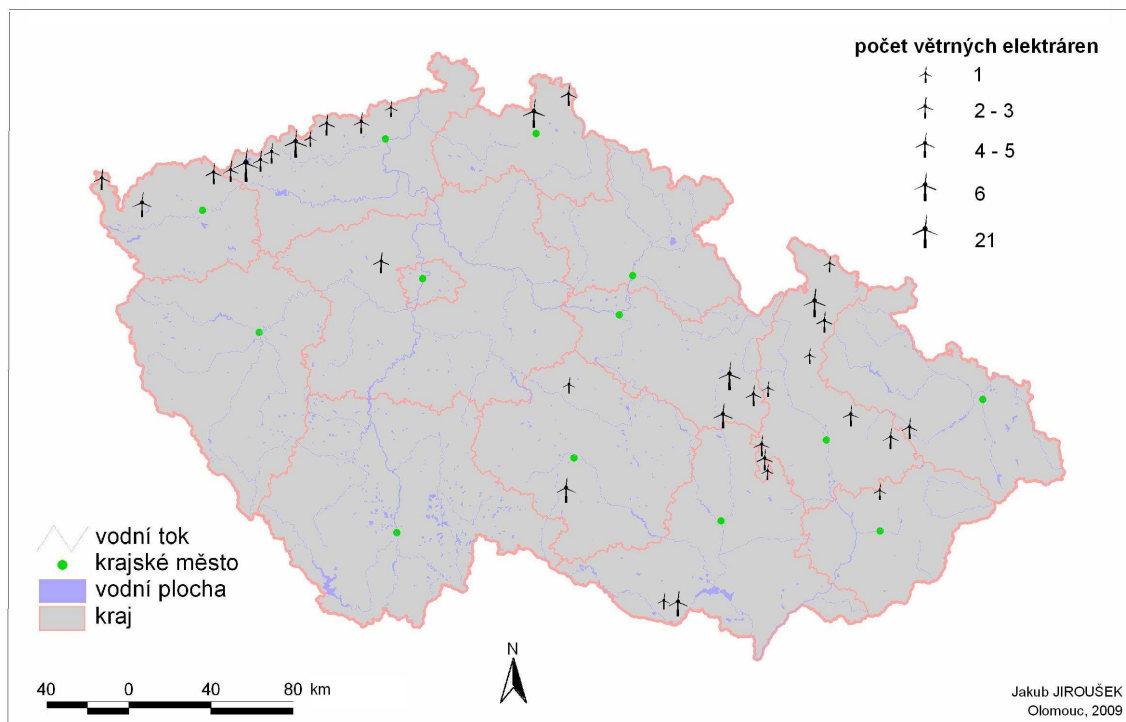 počet větrných elektráren
1
2 - 3
4 - 5
6
21
vodní tok
krajské město
vodní plocha
kraj
N
40 0 40 80 km
Jakub JIROUŠEK
Olomouc, 2009